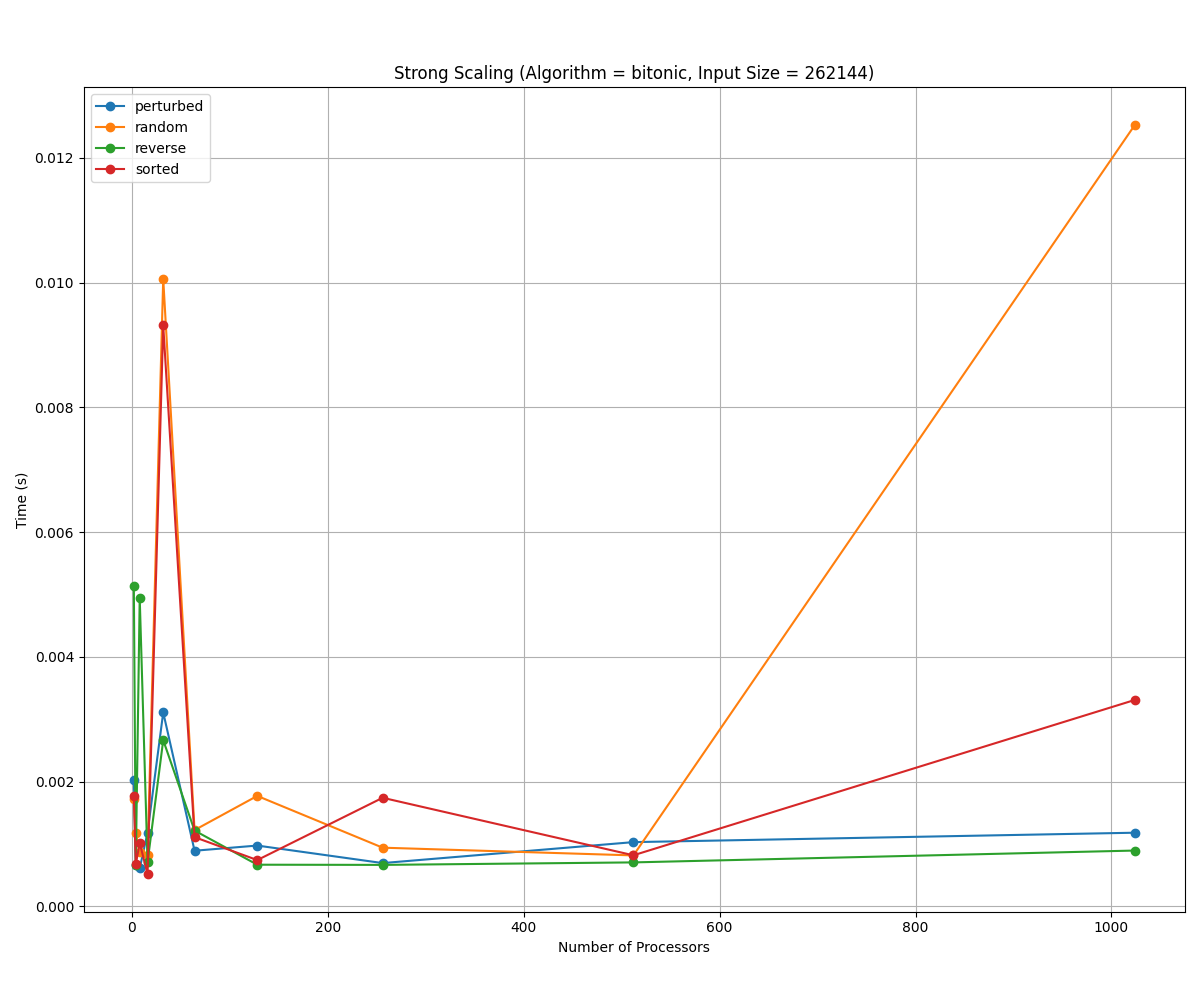 Strong Scaling (Algorithm = bitonic, Input Size = 262144)
perturbed
random
reverse
sorted
0.012
0.010
0.008
0.006
0.004
0.002
0.000
Time (s)
0 200 400 600 800 1000
Number of Processors